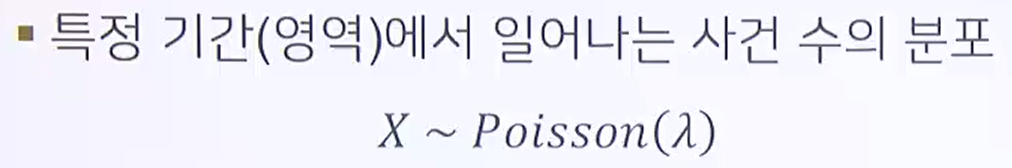 ▪ 특정 기간(영역)에서 일어나는 사건 수의 분포
X ~ Poisson(λ)